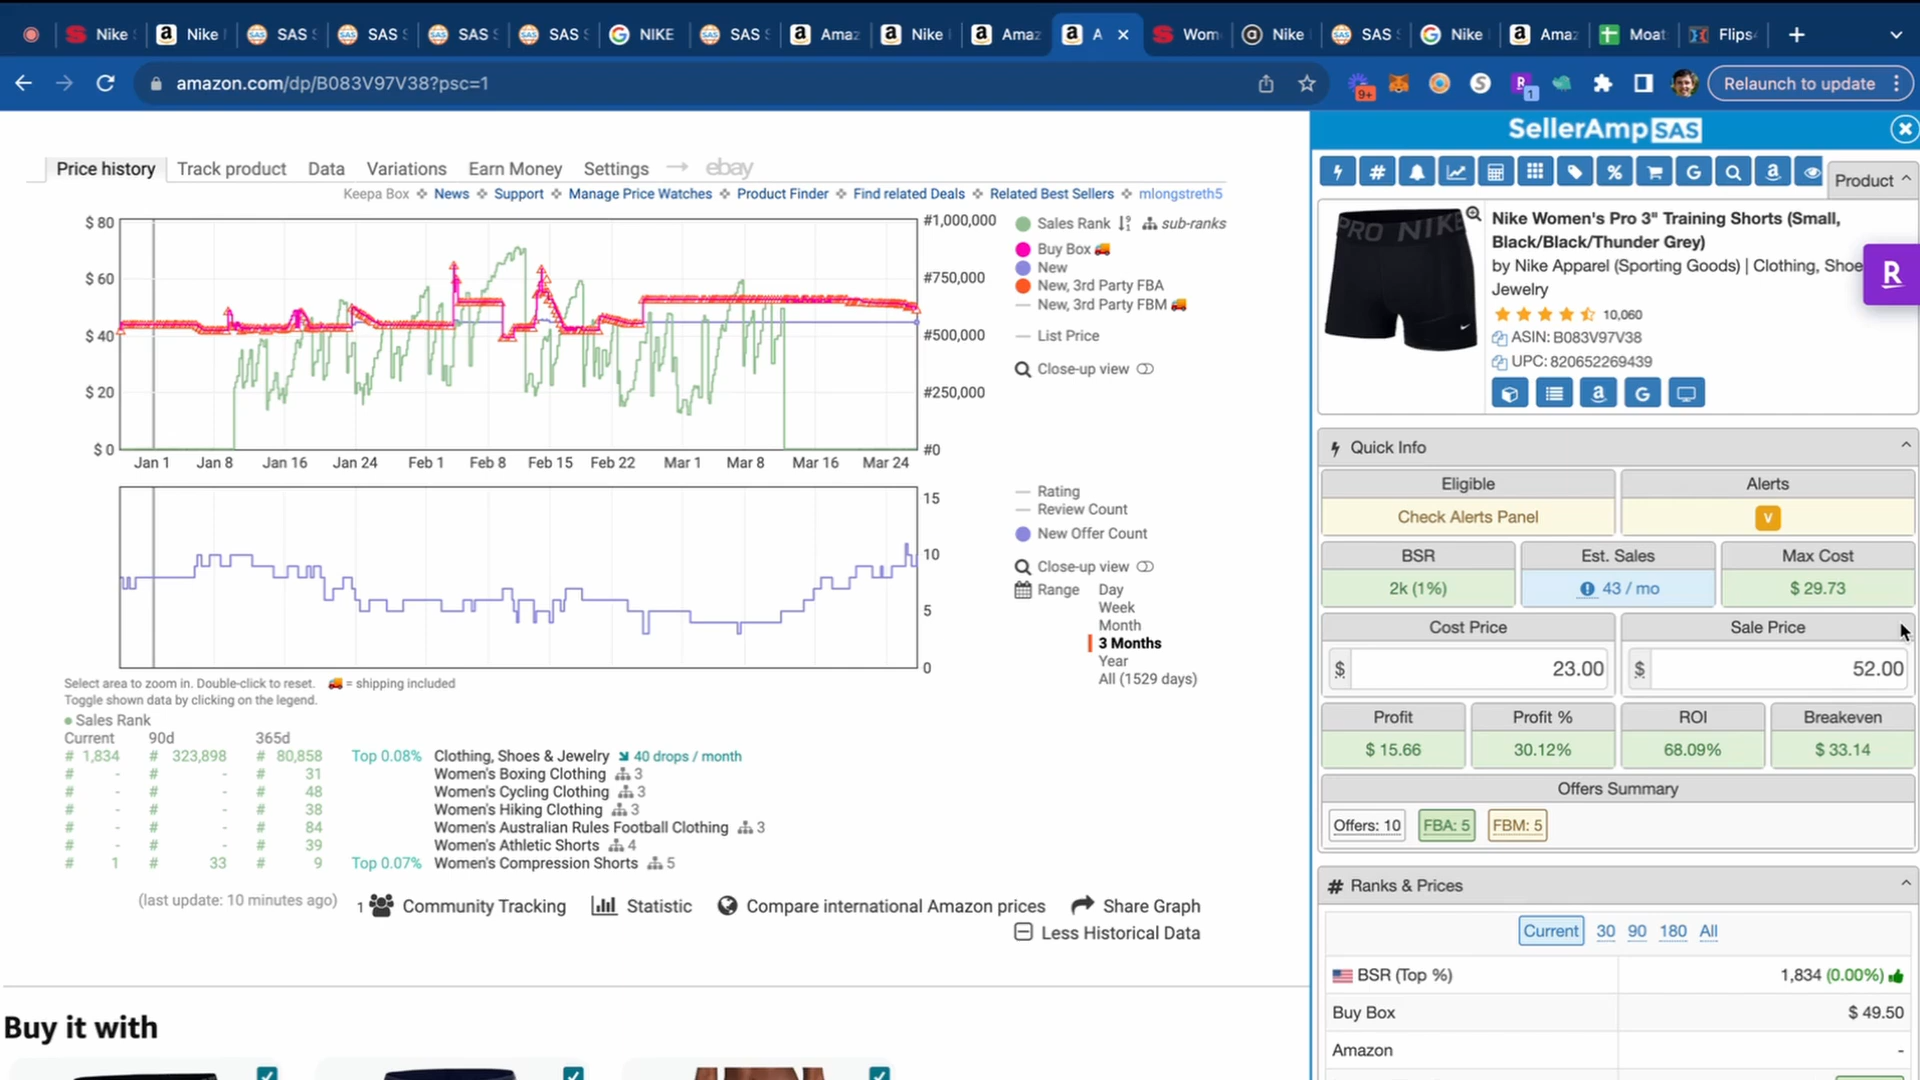 Nike
Nike
SAS
SAS
SAS
SAS
NIKE
SAS
Amaz
Nike
Amaz
A
Wom
Nike
SAS
Nike
Amaz
Moat
Flips
amazon.com/dp/B083V97V38?psc=1
9+
1
Relaunch to update
Price history
Track product
Data
Variations
Earn Money
Settings
ebay
Keepa Box
News
Support
Manage Price Watches
Product Finder
Find related Deals
Related Best Sellers
mlongstreth5
$ 80
$ 60
$ 40
$ 20
$ 0
#1,000,000
#750,000
#500,000
#250,000
#0
Jan 1
Jan 8
Jan 16
Jan 24
Feb 1
Feb 8
Feb 15
Feb 22
Mar 1
Mar 8
Mar 16
Mar 24
Sales Rank
sub-ranks
Buy Box
New
New, 3rd Party FBA
New, 3rd Party FBM
List Price
Close-up view
15
10
5
0
Rating
Review Count
New Offer Count
Close-up view
Range
Day
Week
Month
3 Months
Year
All (1529 days)
Select area to zoom in. Double-click to reset.
= shipping included
Toggle shown data by clicking on the legend.
Sales Rank
Current 90d 365d
# 1,834 # 323,898 # 80,858 Top 0.08% Clothing, Shoes & Jewelry 40 drops / month
# - # - # 31 Women's Boxing Clothing 3
# - # - # 48 Women's Cycling Clothing 3
# - # - # 38 Women's Hiking Clothing 3
# - # - # 84 Women's Australian Rules Football Clothing 3
# - # - # 39 Women's Athletic Shorts 4
# 1 # 33 # 9 Top 0.07% Women's Compression Shorts 5
(last update: 10 minutes ago)
1 Community Tracking
Statistic
Compare international Amazon prices
Share Graph
Less Historical Data
Buy it with
SellerAmp SAS
Product
PRO NIKE
Nike Women's Pro 3" Training Shorts (Small,
Black/Black/Thunder Grey)
by Nike Apparel (Sporting Goods) | Clothing, Shoe
Jewelry
10,060
ASIN: B083V97V38
UPC: 820652269439
R
Quick Info
Eligible
Alerts
Check Alerts Panel
V
BSR
Est. Sales
Max Cost
2k (1%)
43 / mo
$ 29.73
Cost Price
Sale Price
$ 23.00
$ 52.00
Profit
Profit %
ROI
Breakeven
$ 15.66
30.12%
68.09%
$ 33.14
Offers Summary
Offers: 10
FBA: 5
FBM: 5
# Ranks & Prices
Current
30
90
180
All
BSR (Top %)
1,834 (0.00%)
Buy Box
$ 49.50
Amazon
-